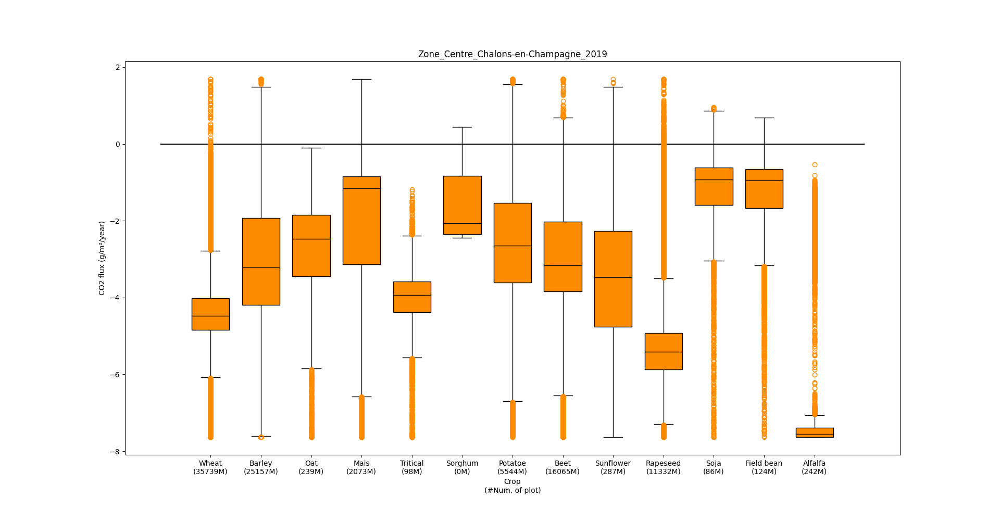 Zone_Centre_Chalons-en-Champagne_2019
2
0
−2
−4
−6
−8
CO2 flux (g/m²/year)
Wheat Barley Oat Mais Tritical Sorghum Potatoe Beet Sunflower Rapeseed Soja Field bean Alfalfa
(35739M) (25157M) (239M) (2073M) (98M) (0M) (5544M) (16065M) (287M) (11332M) (86M) (124M) (242M)
Crop
(#Num. of plot)